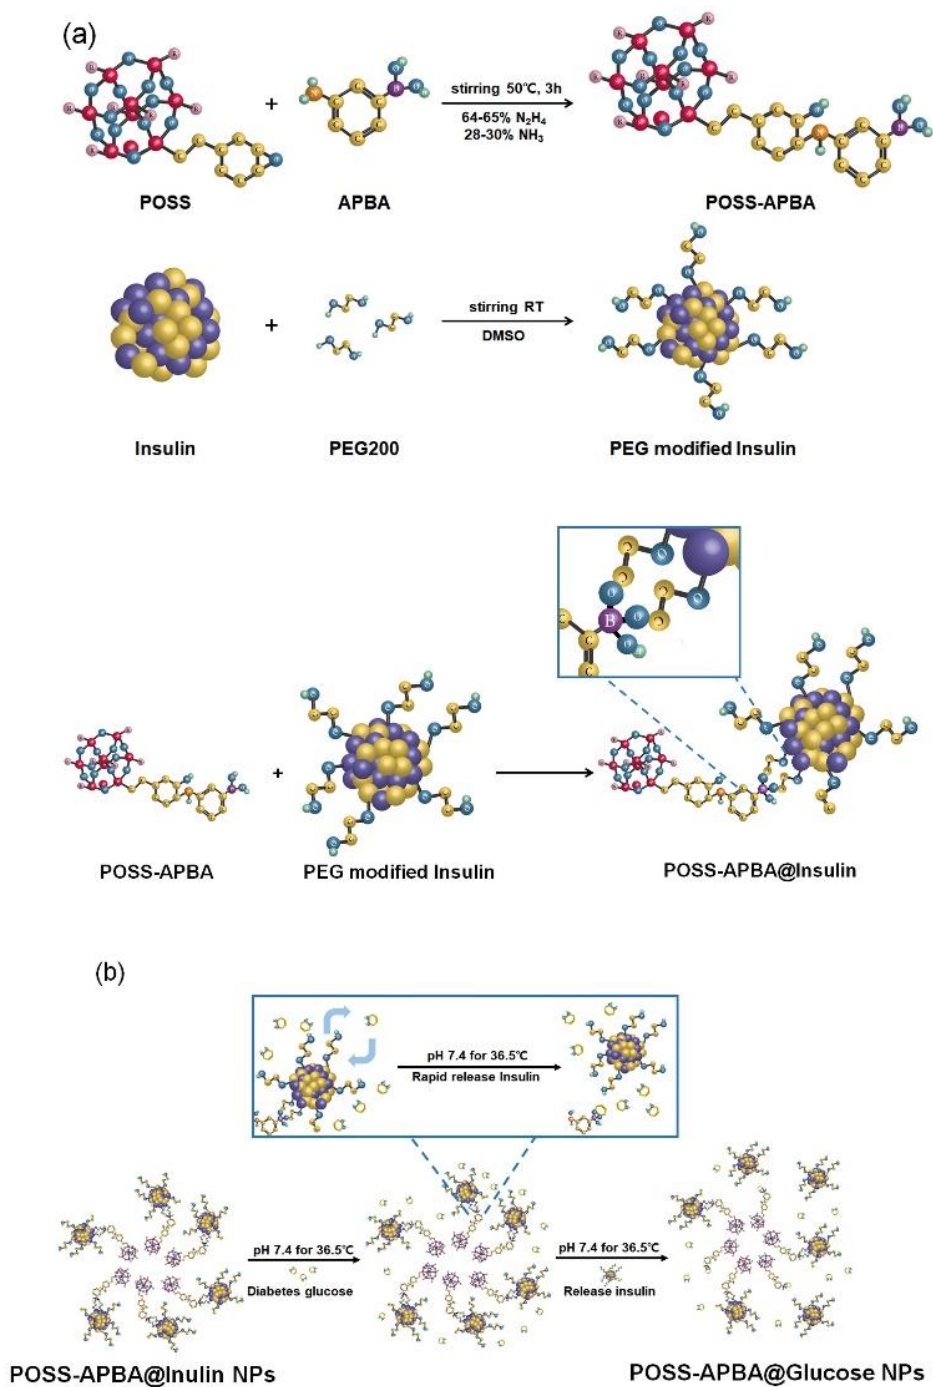 (a)
+
stirring 50℃, 3h
64-65% N₂H₄
28-30% NH₃
POSS
APBA
POSS-APBA
+
stirring RT
DMSO
Insulin
PEG200
PEG modified Insulin
B
C
C
C
O
O
+
POSS-APBA
PEG modified Insulin
POSS-APBA@Insulin
(b)
pH 7.4 for 36.5℃
Rapid release Insulin
pH 7.4 for 36.5℃
Diabetes glucose
pH 7.4 for 36.5℃
Release insulin
POSS-APBA@Inulin NPs
POSS-APBA@Glucose NPs